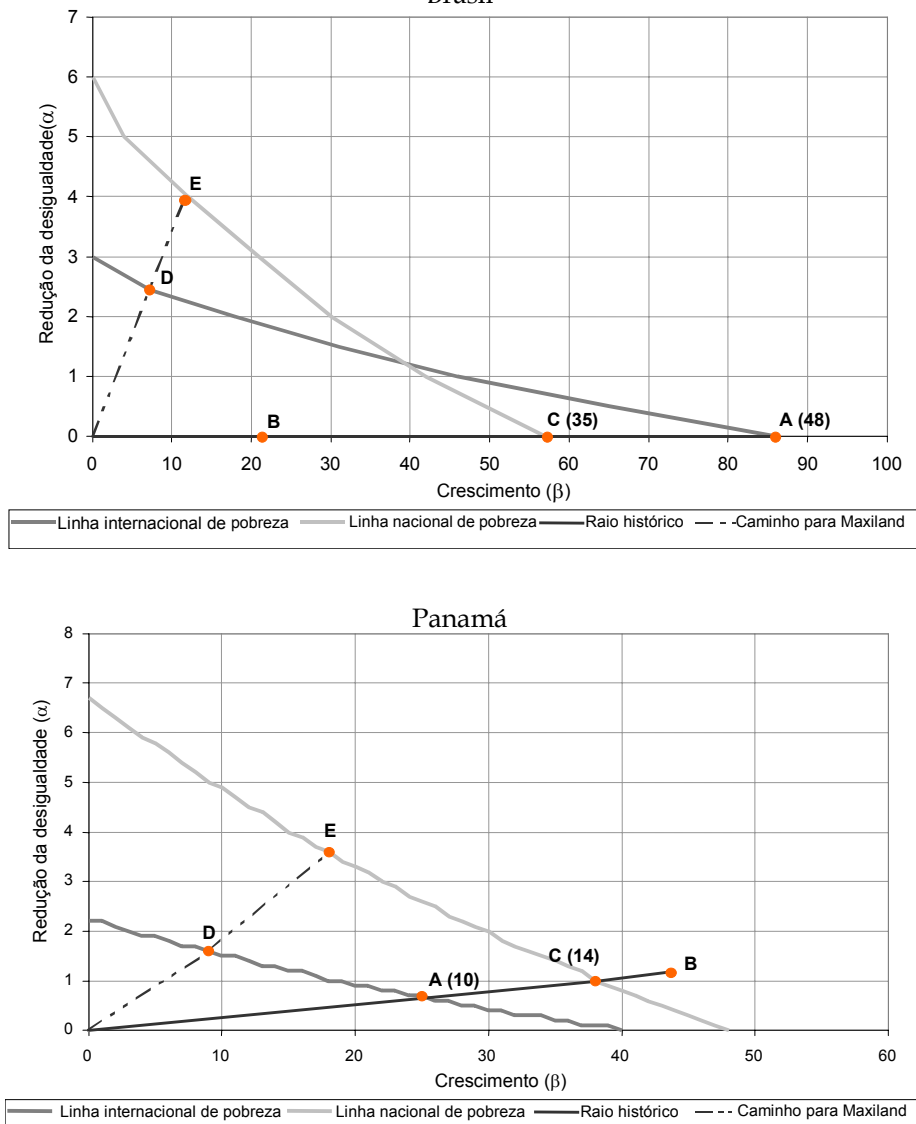 Brasil
7
6
5
4
3
2
1
0
Redução da desigualdade(α)
E
D
B
C (35)
A (48)
0 10 20 30 40 50 60 70 80 90 100
Crescimento (β)
Linha internacional de pobreza Linha nacional de pobreza Raio histórico Caminho para Maxiland
Panamá
8
7
6
5
4
3
2
1
0
Redução da desigualdade (α)
E
D
C (14)
B
A (10)
0 10 20 30 40 50 60
Crescimento (β)
Linha internacional de pobreza Linha nacional de pobreza Raio histórico Caminho para Maxiland